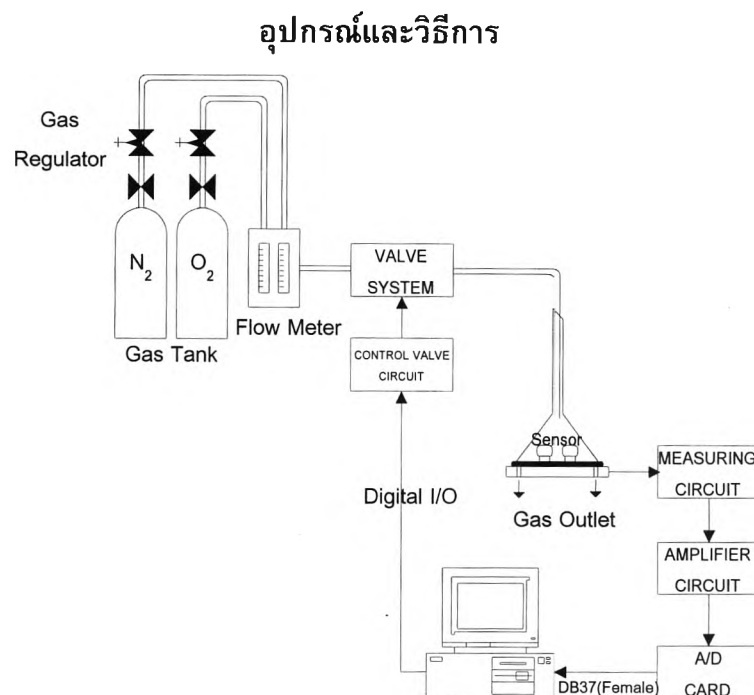 อุปกรณ์และวิธีการ
Gas
Regulator
N2
O2
Gas Tank
Flow Meter
VALVE
SYSTEM
CONTROL VALVE
CIRCUIT
Sensor
Gas Outlet
MEASURING
CIRCUIT
Digital I/O
AMPLIFIER
CIRCUIT
A/D
CARD
DB37(Female)